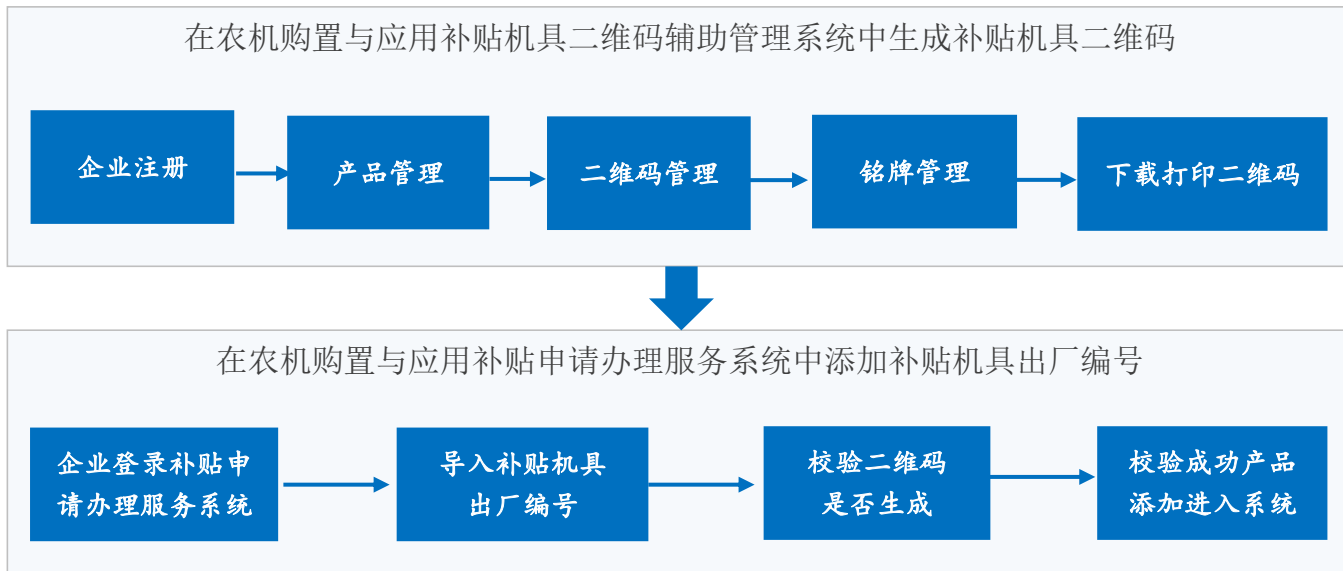 在农机购置与应用补贴机具二维码辅助管理系统中生成补贴机具二维码
企业注册
产品管理
二维码管理
铭牌管理
下载打印二维码
在农机购置与应用补贴申请办理服务系统中添加补贴机具出厂编号
企业登录补贴申
请办理服务系统
导入补贴机具
出厂编号
校验二维码
是否生成
校验成功产品
添加进入系统